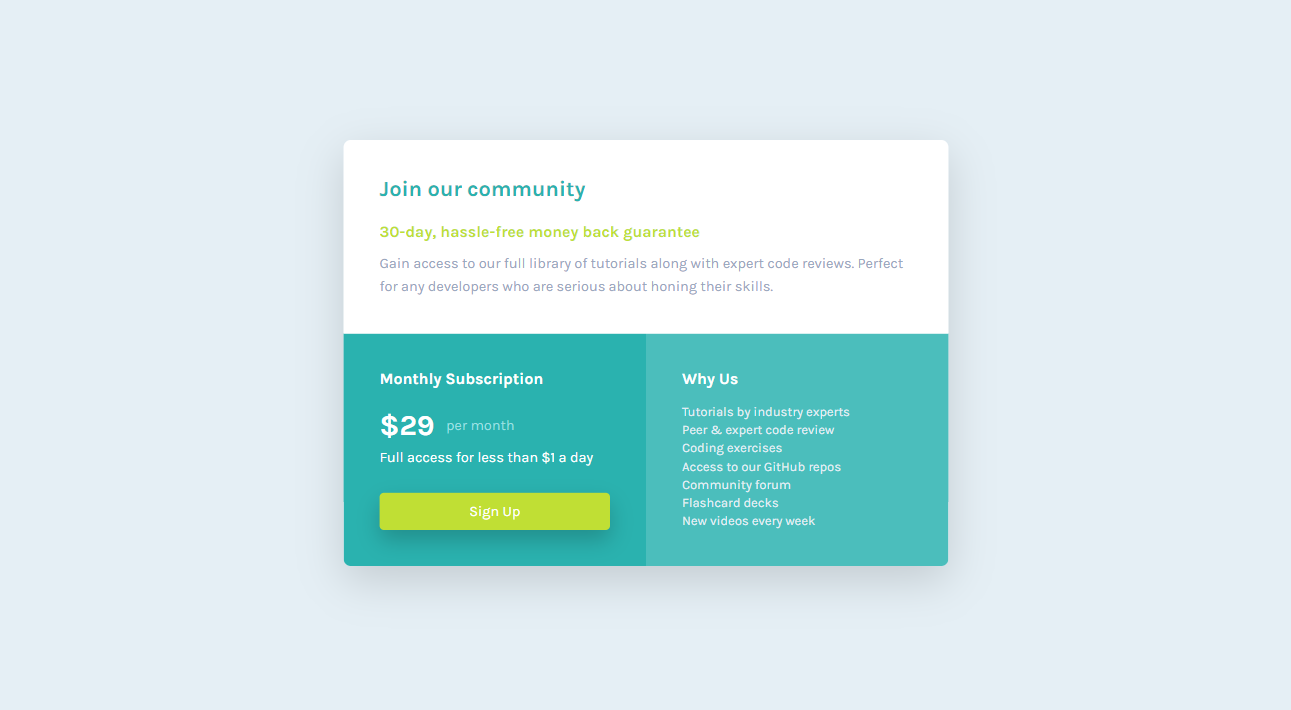 Join our community
30-day, hassle-free money back guarantee
Gain access to our full library of tutorials along with expert code reviews. Perfect
for any developers who are serious about honing their skills.
Monthly Subscription
$29 per month
Full access for less than $1 a day
Sign Up
Why Us
Tutorials by industry experts
Peer & expert code review
Coding exercises
Access to our GitHub repos
Community forum
Flashcard decks
New videos every week